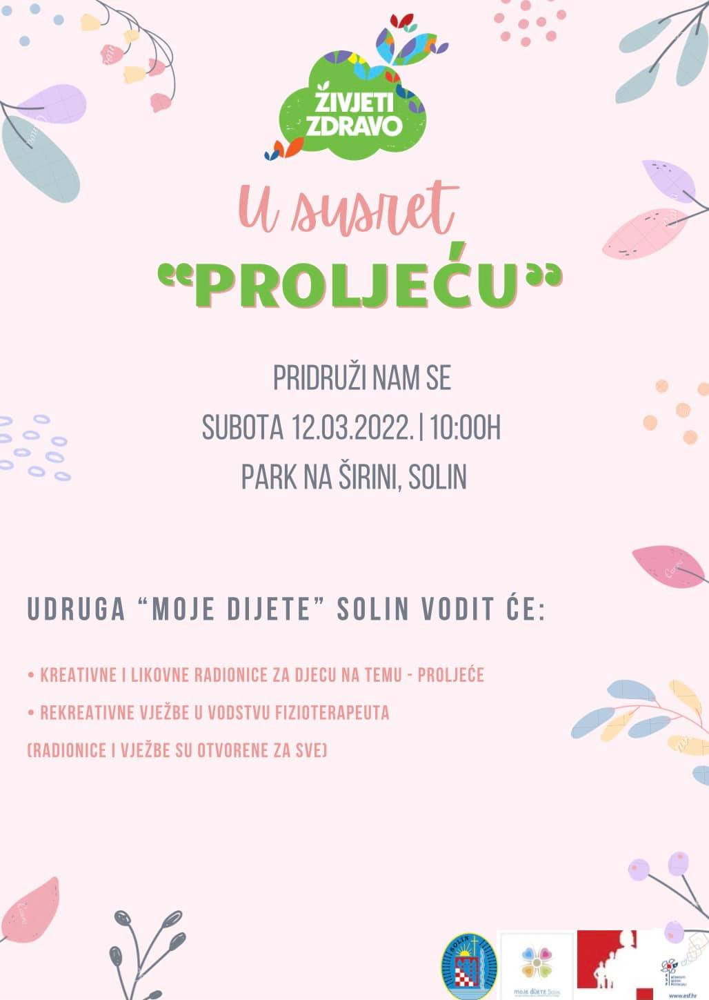 ŽIVJETI
ZDRAVO
U susret
“PROLJEĆU”
PRIDRUŽI NAM SE
SUBOTA 12.03.2022. | 10:00H
PARK NA ŠIRINI, SOLIN
UDRUGA “MOJE DIJETE” SOLIN VODIT ĆE:
• KREATIVNE I LIKOVNE RADIONICE ZA DJECU NA TEMU - PROLJEĆE
• REKREATIVNE VJEŽBE U VODSTVU FIZIOTERAPEUTA
(RADIONICE I VJEŽBE SU OTVORENE ZA SVE)
SOLIN
MOJE DIJETE SOLIN
www.esf.hr